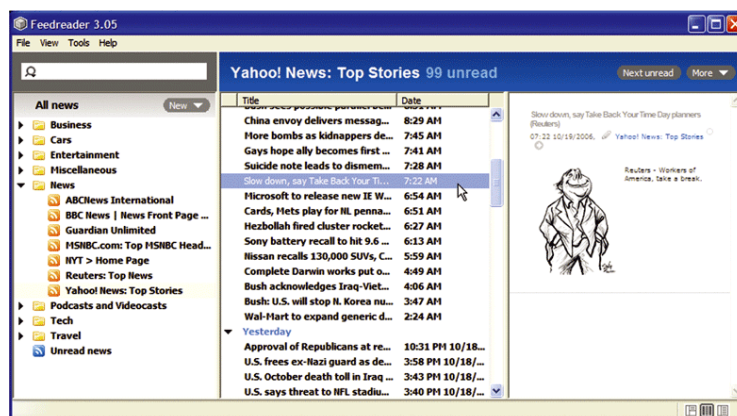 Feedreader 3.05
File View Tools Help
Yahoo! News: Top Stories 99 unread
Next unread More
All news New
Business
Cars
Entertainment
Miscellaneous
News
ABCNews International
BBC News | News Front Page ...
Guardian Unlimited
MSNBC.com: Top MSNBC Head...
NYT > Home Page
Reuters: Top News
Yahoo! News: Top Stories
Podcasts and Videocasts
Tech
Travel
Unread news
Title Date
China envoy delivers messag... 8:29 AM
More bombs as kidnappers de... 7:45 AM
Gays hope ally becomes first ... 7:41 AM
Suicide note leads to dismem... 7:28 AM
Slow down, say Take Back Your Ti... 7:22 AM
Microsoft to release new IE W... 6:54 AM
Cards, Mets play for NL penna... 6:51 AM
Hezbollah fired cluster rocket... 6:27 AM
Sony battery recall to hit 9.6 ... 6:13 AM
Nissan recalls 130,000 SUVs, C... 5:59 AM
Complete Darwin works put o... 4:49 AM
Bush acknowledges Iraq-Viet... 4:06 AM
Bush: U.S. will stop N. Korea nu... 3:47 AM
Wal-Mart to expand generic d... 2:24 AM
Yesterday
Approval of Republicans at re... 10:31 PM 10/18...
U.S. frees ex-Nazi guard as de... 3:58 PM 10/18/...
U.S. October death toll in Iraq ... 3:43 PM 10/18/...
U.S. says threat to NFL stadiu... 3:40 PM 10/18/...
Slow down, say Take Back Your Time Day planners
(Reuters)
07:22 10/19/2006, Yahoo! News: Top Stories
Reuters - Workers of
America, take a break.